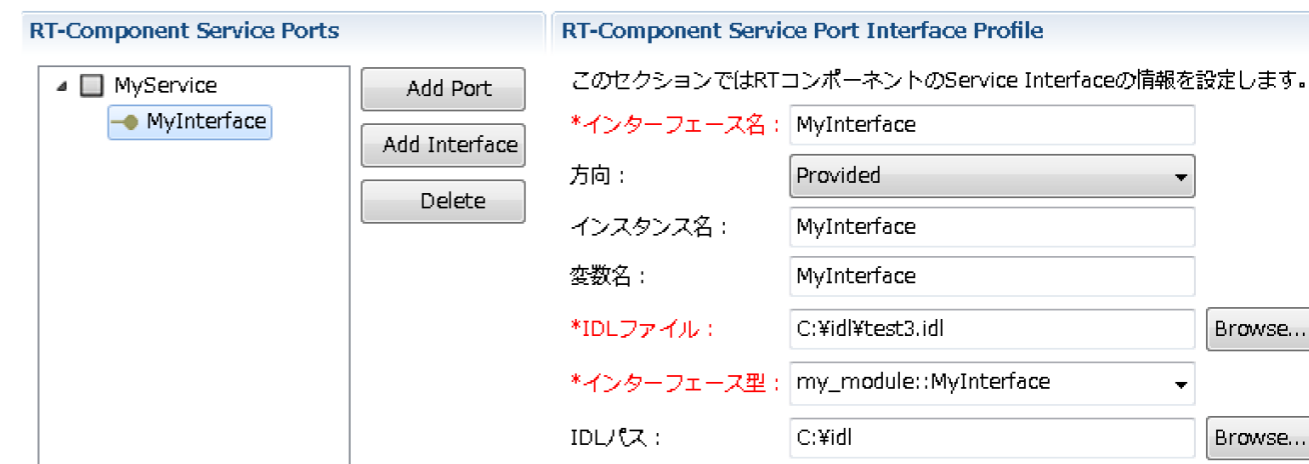 RT-Component Service Ports
MyService
MyInterface
Add Port
Add Interface
Delete
RT-Component Service Port Interface Profile
このセクションではRTコンポーネントのService Interfaceの情報を設定します。
*インターフェース名： MyInterface
方向： Provided
インスタンス名： MyInterface
変数名： MyInterface
*IDLファイル： C:¥idl¥test3.idl Browse...
*インターフェース型： my_module::MyInterface
IDLパス： C:¥idl Browse...